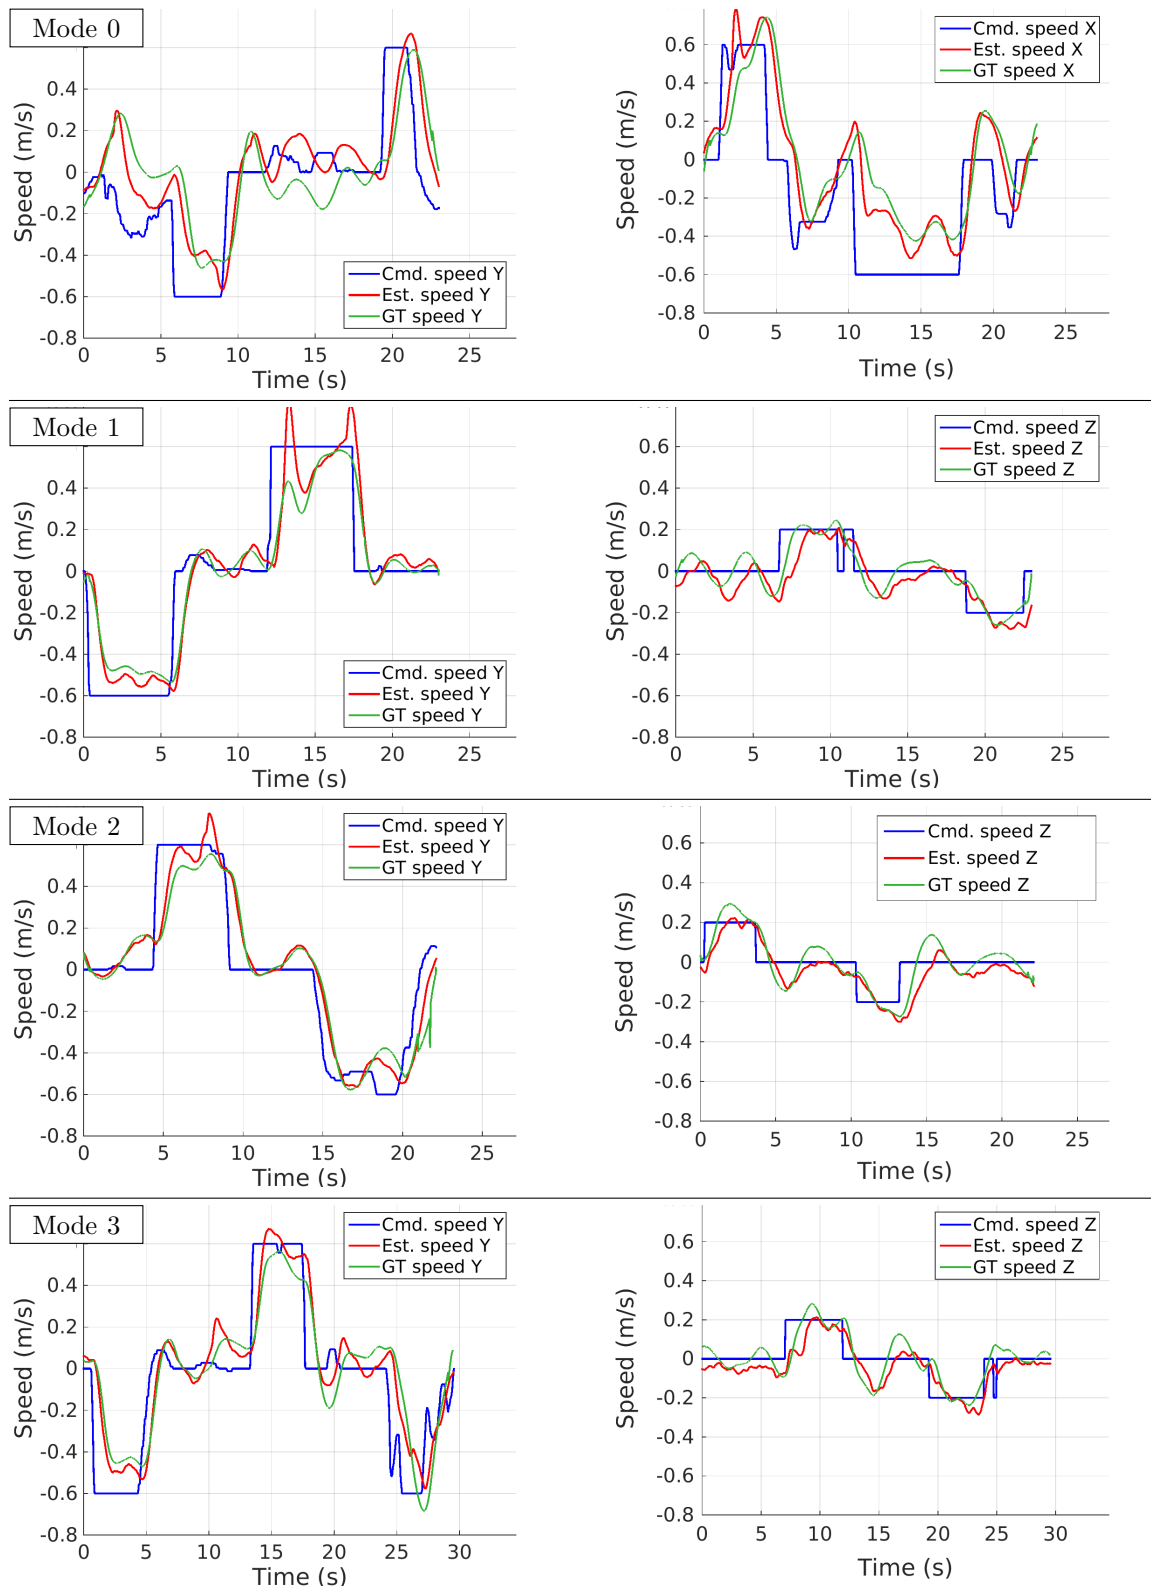 Mode 0
Speed (m/s)
0.4
0.2
0
-0.2
-0.4
-0.6
-0.8
0 5 10 15 20 25
Time (s)
Cmd. speed Y
Est. speed Y
GT speed Y
Speed (m/s)
0.6
0.4
0.2
0
-0.2
-0.4
-0.6
-0.8
0 5 10 15 20 25
Time (s)
Cmd. speed X
Est. speed X
GT speed X
Mode 1
Speed (m/s)
0.4
0.2
0
-0.2
-0.4
-0.6
-0.8
0 5 10 15 20 25
Time (s)
Cmd. speed Y
Est. speed Y
GT speed Y
Speed (m/s)
0.6
0.4
0.2
0
-0.2
-0.4
-0.6
-0.8
0 5 10 15 20 25
Time (s)
Cmd. speed Z
Est. speed Z
GT speed Z
Mode 2
Speed (m/s)
0.4
0.2
0
-0.2
-0.4
-0.6
-0.8
0 5 10 15 20 25
Time (s)
Cmd. speed Y
Est. speed Y
GT speed Y
Speed (m/s)
0.6
0.4
0.2
0
-0.2
-0.4
-0.6
-0.8
0 5 10 15 20 25
Time (s)
Cmd. speed Z
Est. speed Z
GT speed Z
Mode 3
Speed (m/s)
0.4
0.2
0
-0.2
-0.4
-0.6
-0.8
0 5 10 15 20 25 30
Time (s)
Cmd. speed Y
Est. speed Y
GT speed Y
Speed (m/s)
0.6
0.4
0.2
0
-0.2
-0.4
-0.6
-0.8
0 5 10 15 20 25 30
Time (s)
Cmd. speed Z
Est. speed Z
GT speed Z